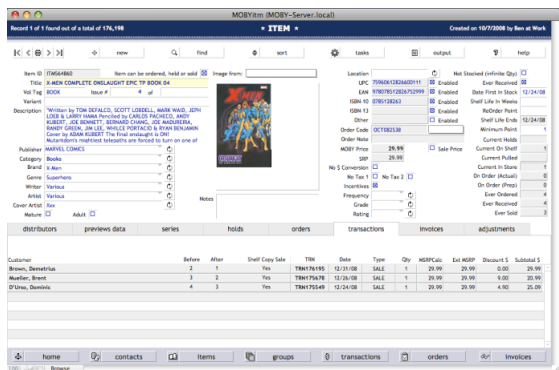 MOBYitm (MOBY-Server.local)
Record 1 of 1 found out of a total of 176,198
★ ITEM ★
Created on 10/7/2008 by Ben at Work
new find sort tasks output help
Item ID ITM564860 Item can be ordered, held or sold
Title X-MEN COMPLETE ONSLAUGHT EPIC TP BOOK 04
Vol Tag BOOK Issue # 4 of
Variant
Description "Written by TOM DEFALCO, SCOTT LOBDELL, MARK WAID, JEPH
LOEB & LARRY HAMA Penciled by CARLOS PACHECO, ANDY
KUBERT, JOE BENNETT, BERNARD CHANG, JOE MADUREIRA,
RANDY GREEN, JIM LEE, WHILCE PORTACIO & RYAN BENJAMIN
Cover by ADAM KUBERT The final onslaught is ON!
Mutantdom's mightiest telepaths are forced to turn on one of
Publisher MARVEL COMICS
Category Books
Brand X-Men
Genre Superhero
Writer Various
Artist Various
Cover Artist Xxx
Mature Adult
Image from:
X-MEN
Notes
Location
UPC 75960612826600111 Enabled
EAN 9780785126752999 Enabled
ISBN 10 0785128263 Enabled
ISBN 13 Enabled
Other Enabled
Order Code OCT082538
Order Note
MOBY Price 29.99 Sale Price
SRP 29.99
No $ Conversion
No Tax 1 No Tax 2
Incentives
Frequency
Grade
Rating
Not Stocked (Infinite Qty)
Ever Received
Date First In Stock 12/24/08
Shelf Life In Weeks
ReOrder Point
Shelf Life Ends 12/24/08
Minimum Point 1
Current Holds
Current On Shelf 1
Current Pulled
Current In Store 1
On Order (Actual) 0
On Order (Prep) 0
Ever Ordered 4
Ever Received 4
Ever Sold 3
distributors previews data series holds orders transactions invoices adjustments
Customer Before After Shelf Copy Sale TRN Date Type Qty MSRPCalc Ext MSRP Discount $ Subtotal $
Brown, Demetrius 2 1 Yes TRN176195 12/31/08 SALE 1 29.99 29.99 0.00 29.99
Mueller, Brent 3 2 Yes TRN175678 12/26/08 SALE 1 29.99 29.99 9.00 20.99
D'Urso, Dominic 4 3 Yes TRN175549 12/24/08 SALE 1 29.99 29.99 4.90 25.09
home contacts items groups transactions orders invoices
Browse